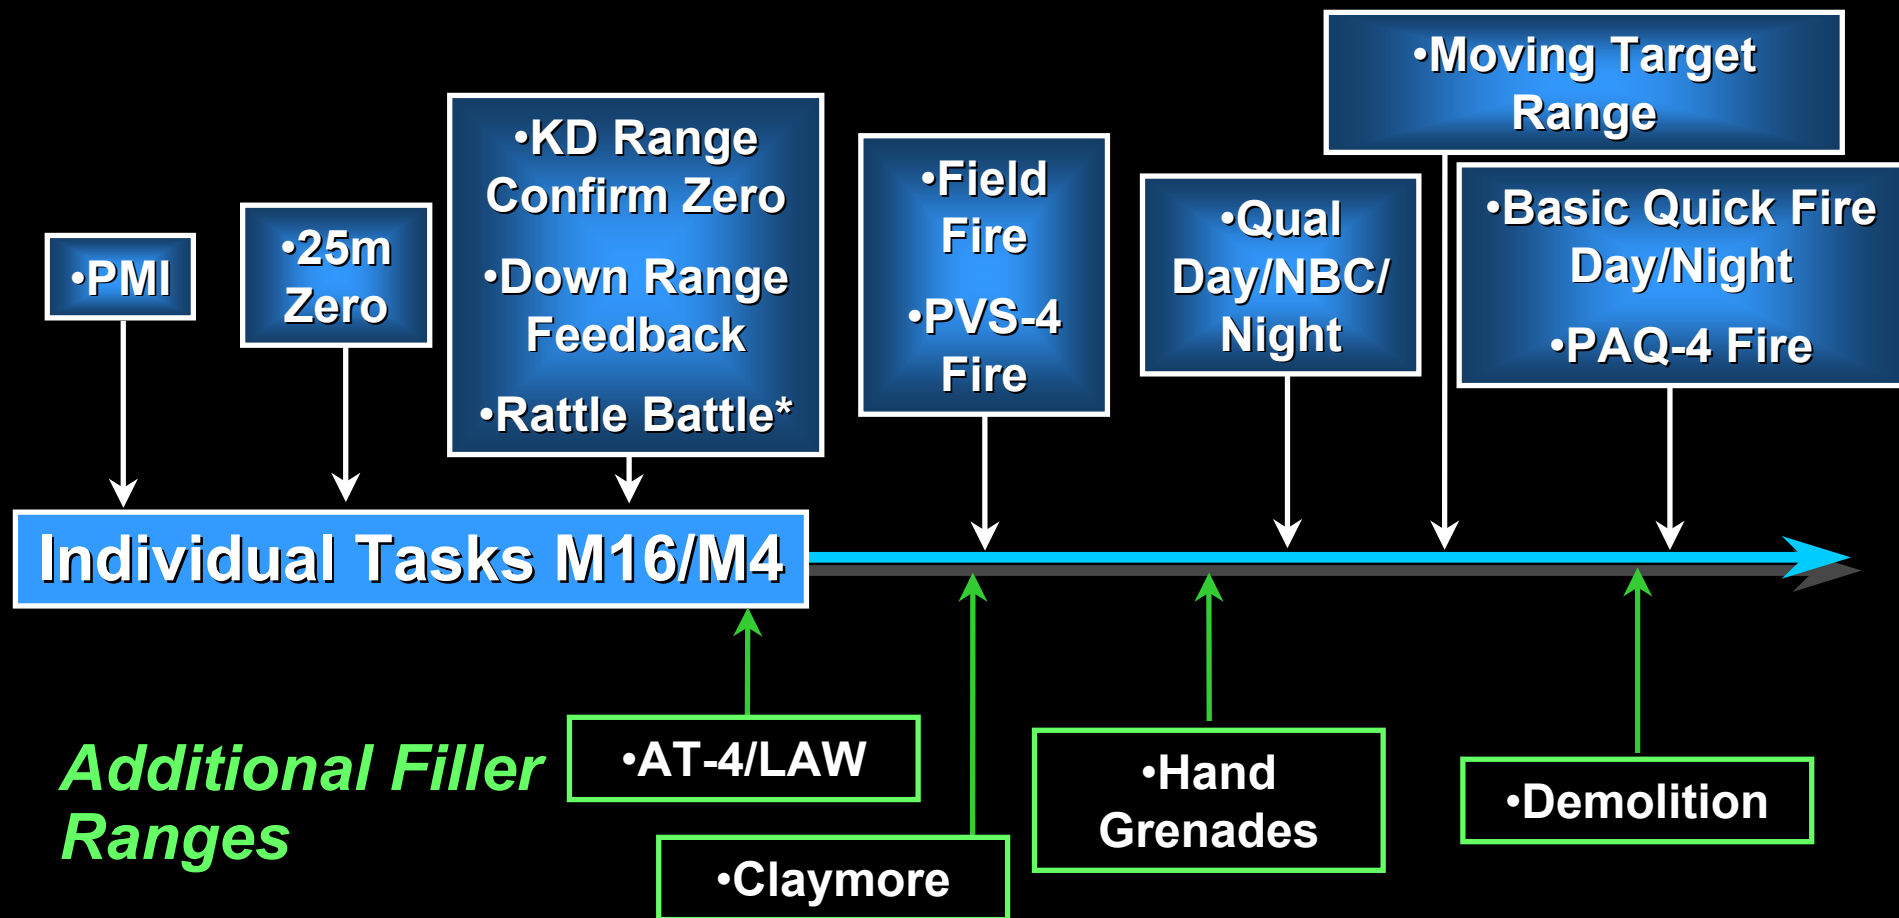 •PMI
•25m
Zero
•KD Range
Confirm Zero
•Down Range
Feedback
•Rattle Battle*
•Field
Fire
•PVS-4
Fire
•Qual
Day/NBC/
Night
•Moving Target
Range
•Basic Quick Fire
Day/Night
•PAQ-4 Fire
Individual Tasks M16/M4
Additional Filler
Ranges
•AT-4/LAW
•Claymore
•Hand
Grenades
•Demolition